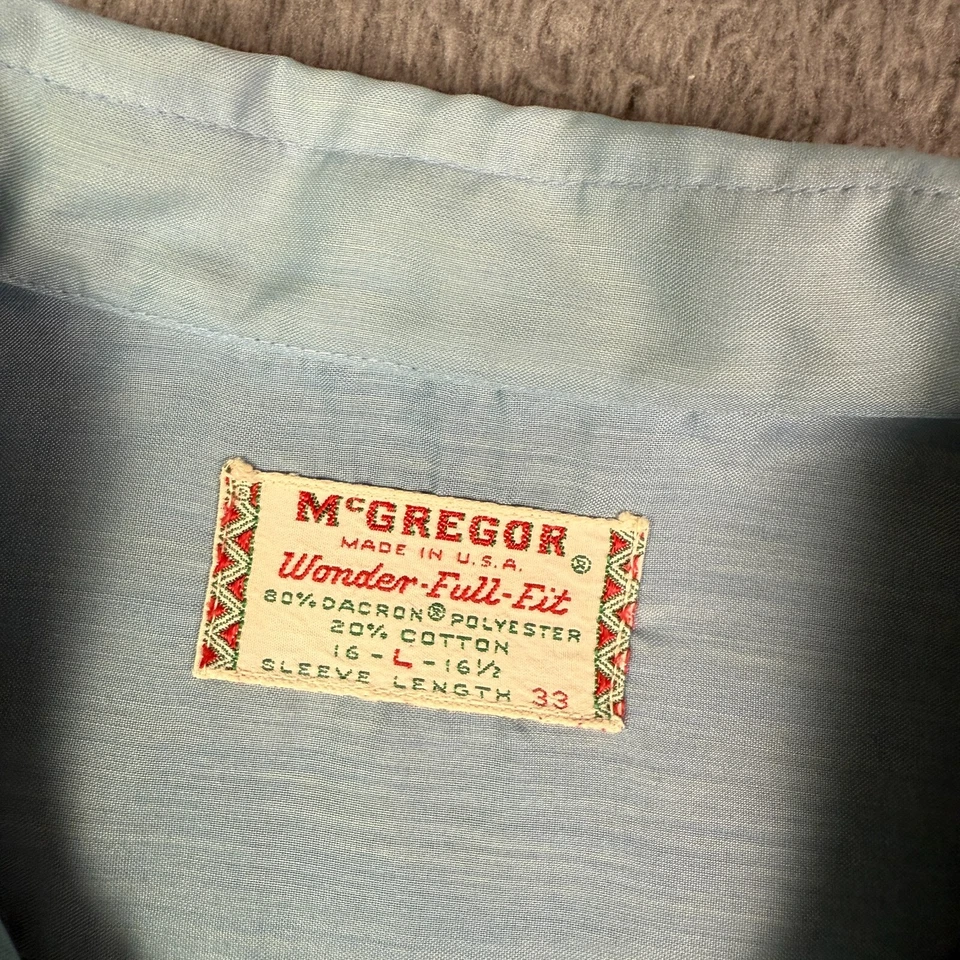 McGREGOR ®
MADE IN U.S.A.
Wonder-Full-Fit
80% DACRON® POLYESTER
20% COTTON
16 - L - 16½
SLEEVE LENGTH 33